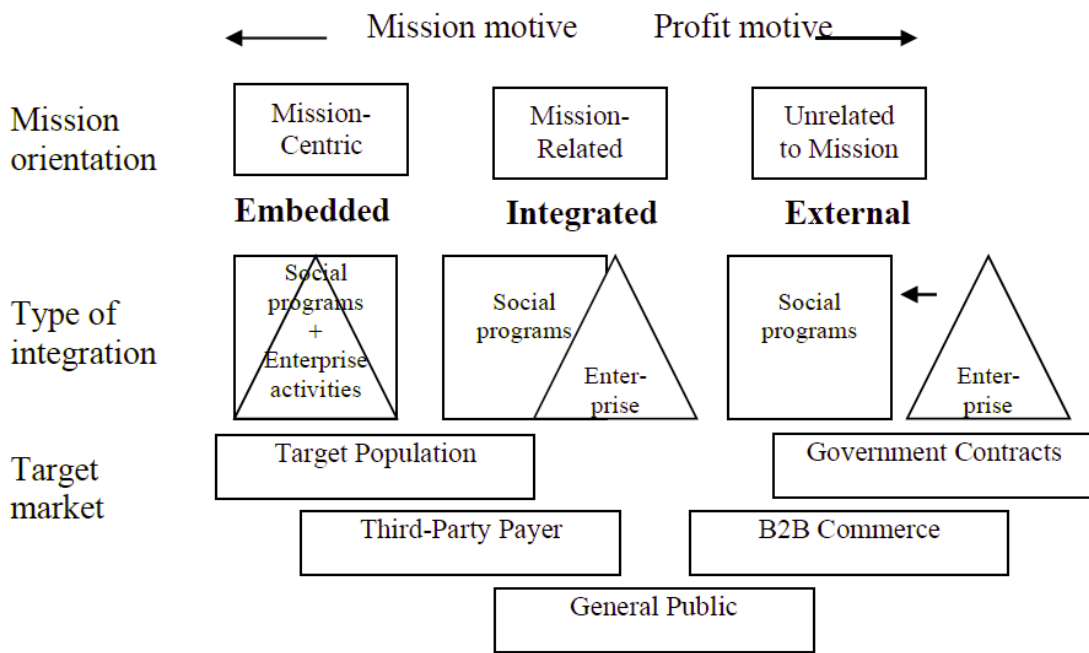 Mission motive Profit motive
Mission orientation
Mission-
Centric
Mission-
Related
Unrelated
to Mission
Embedded Integrated External
Type of
integration
Social
programs
+
Enterprise
activities
Social
programs
Enter-
prise
Social
programs
Enter-
prise
Target
market
Target Population
Government Contracts
Third-Party Payer
B2B Commerce
General Public